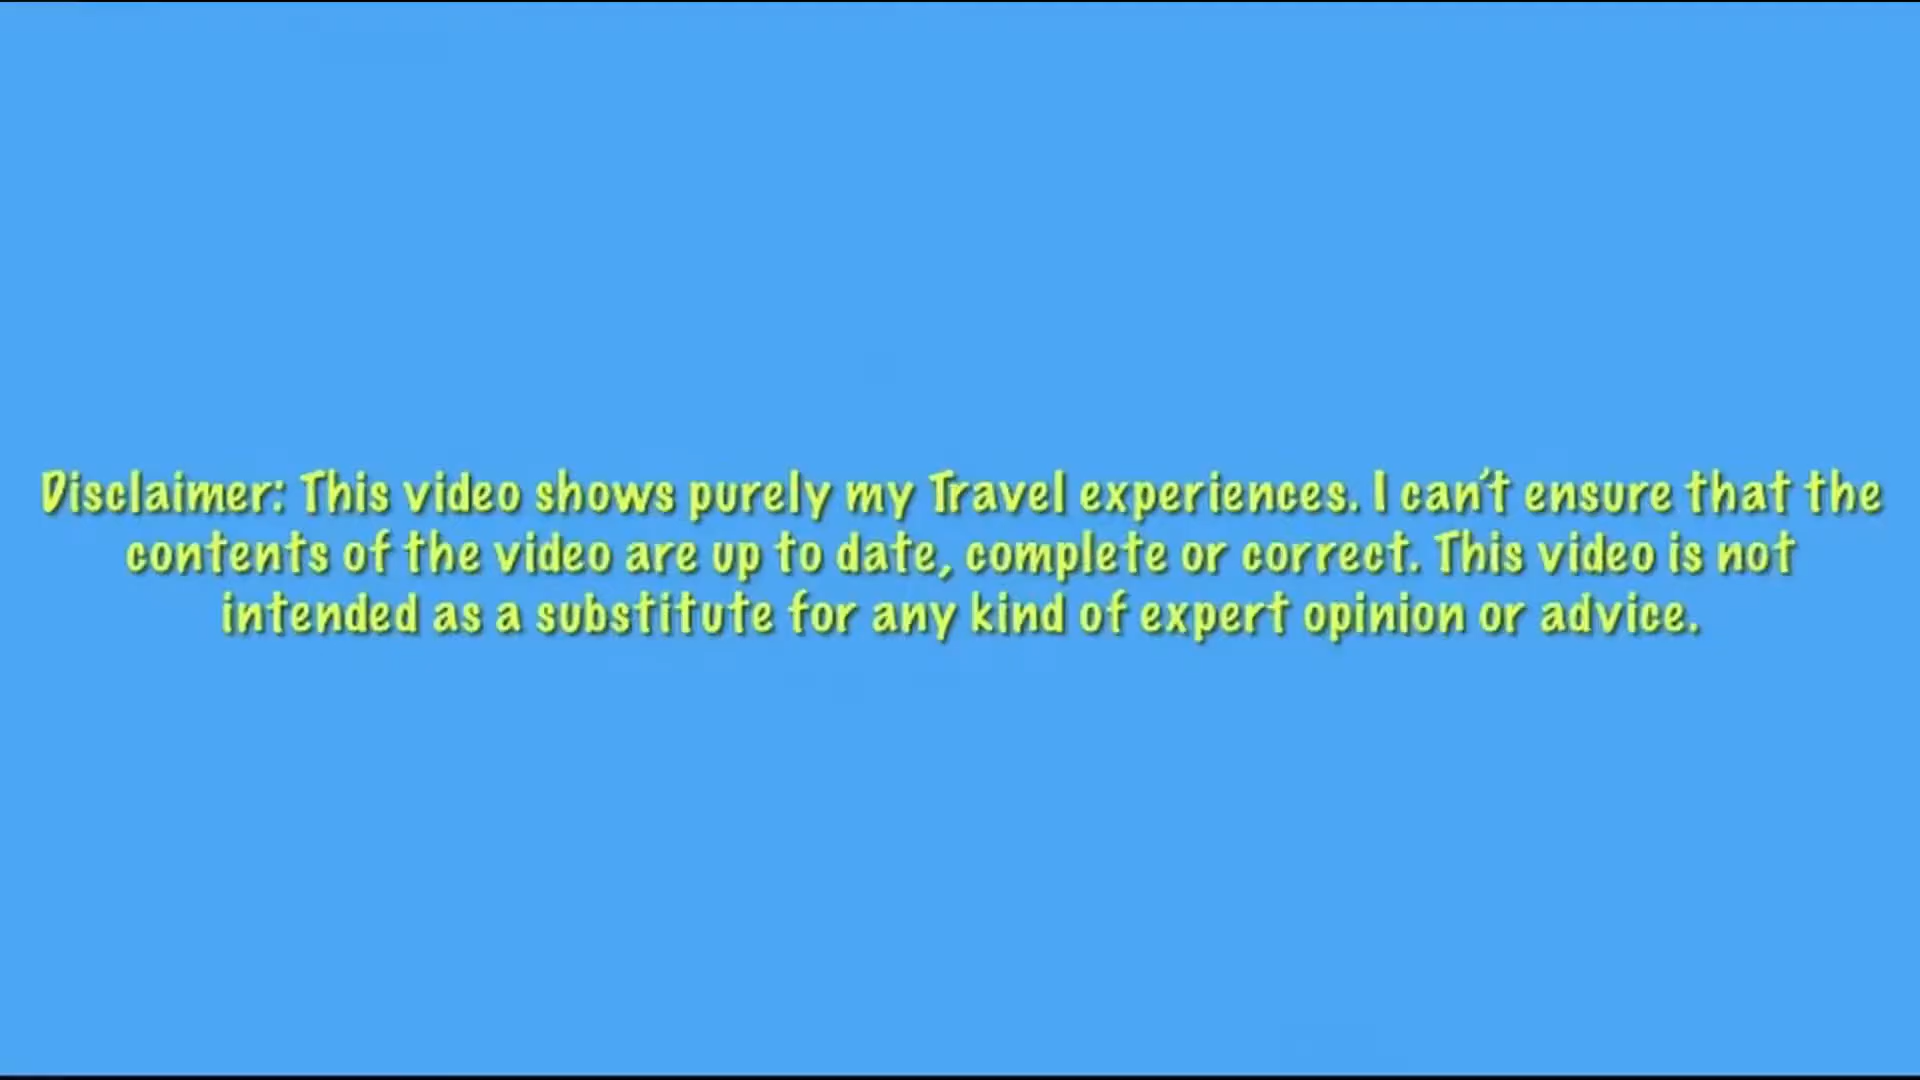 Disclaimer: This video shows purely my Travel experiences. I can't ensure that the
contents of the video are up to date, complete or correct. This video is not
intended as a substitute for any kind of expert opinion or advice.